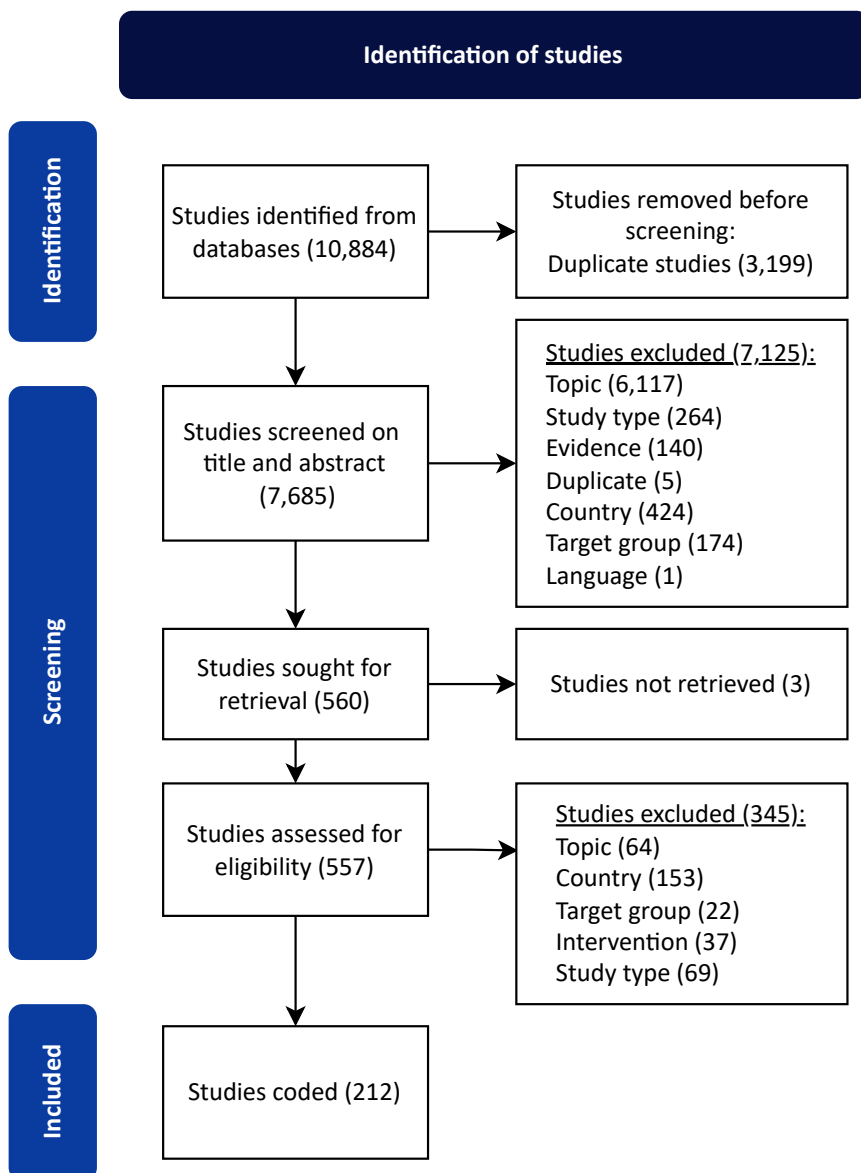 Identification of studies
Identification
Studies identified from
databases (10,884)
Studies removed before
screening:
Duplicate studies (3,199)
Screening
Studies screened on
title and abstract
(7,685)
Studies excluded (7,125):
Topic (6,117)
Study type (264)
Evidence (140)
Duplicate (5)
Country (424)
Target group (174)
Language (1)
Studies sought for
retrieval (560)
Studies not retrieved (3)
Studies assessed for
eligibility (557)
Studies excluded (345):
Topic (64)
Country (153)
Target group (22)
Intervention (37)
Study type (69)
Included
Studies coded (212)